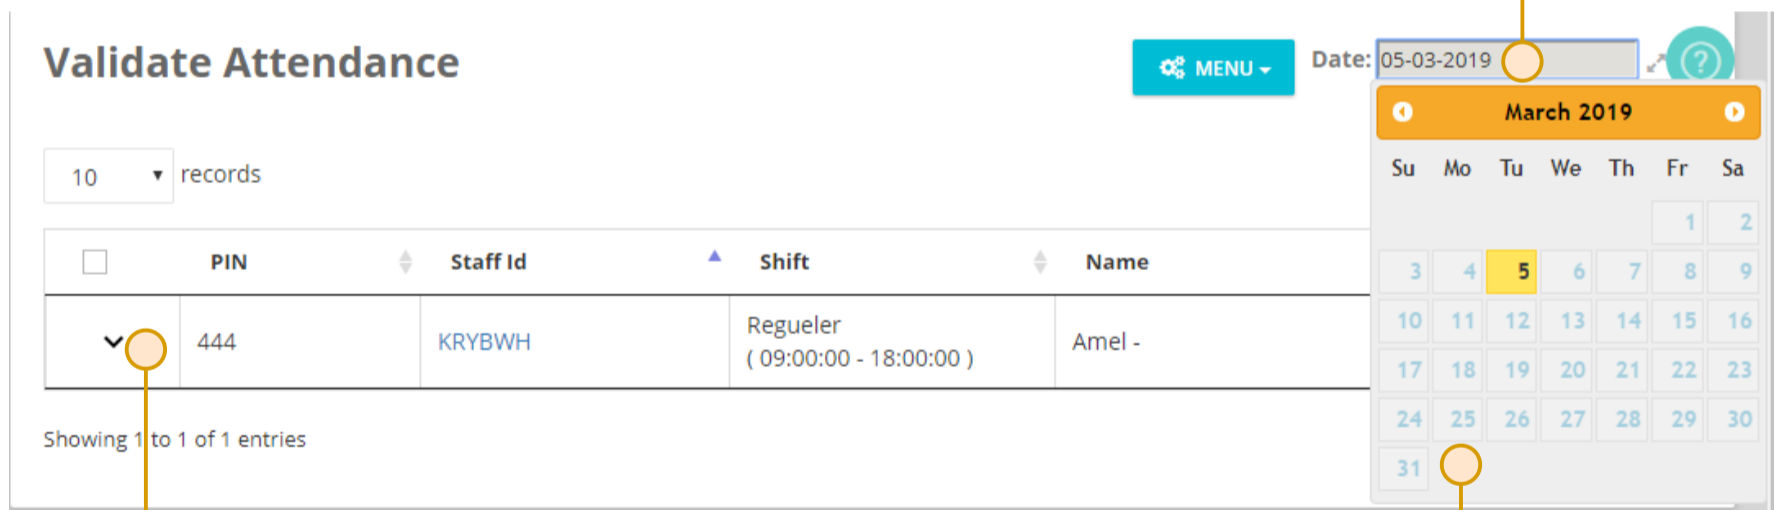 Validate Attendance
MENU
Date: 05-03-2019
?
March 2019
Su Mo Tu We Th Fr Sa
1 2
3 4 5 6 7 8 9
10 11 12 13 14 15 16
17 18 19 20 21 22 23
24 25 26 27 28 29 30
31
10 records
PIN Staff Id Shift Name
444 KRYBWH Regueler Amel -
( 09:00:00 - 18:00:00 )
Showing 1 to 1 of 1 entries